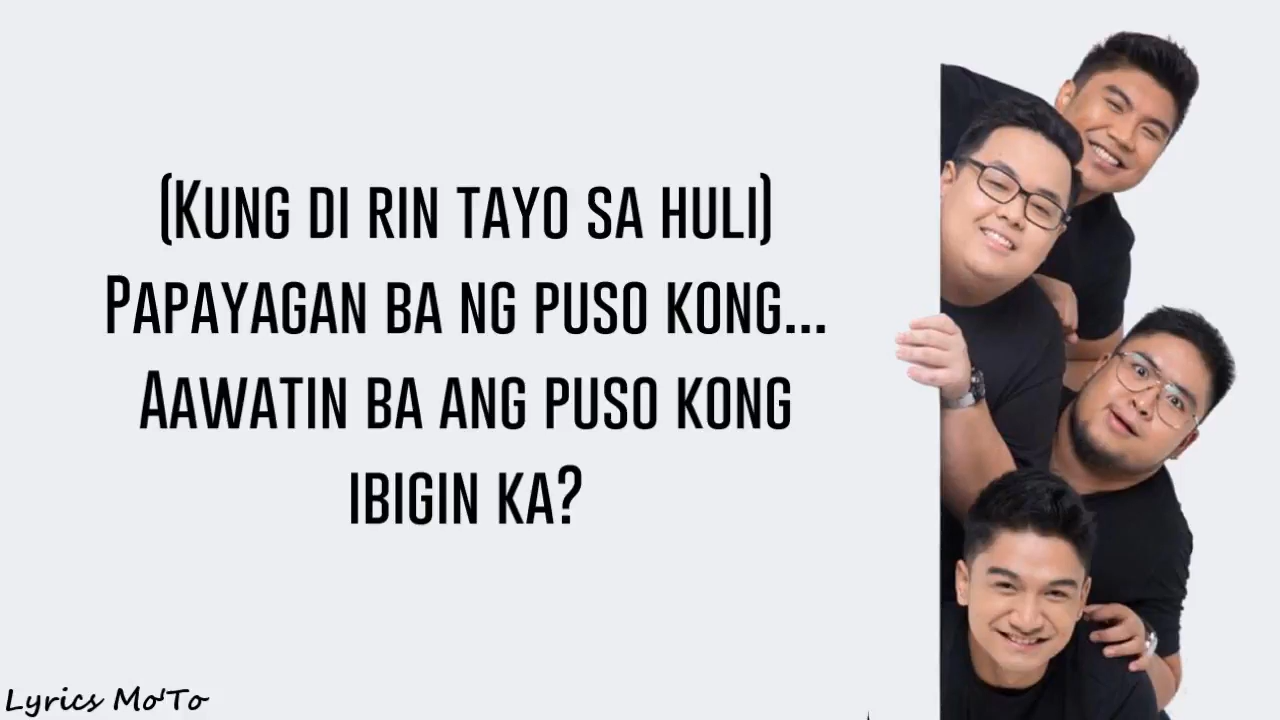 (Kung di rin tayo sa huli)
Papayagan ba ng puso kong...
Aawatin ba ang puso kong
ibigin ka?
Lyrics Mo'To